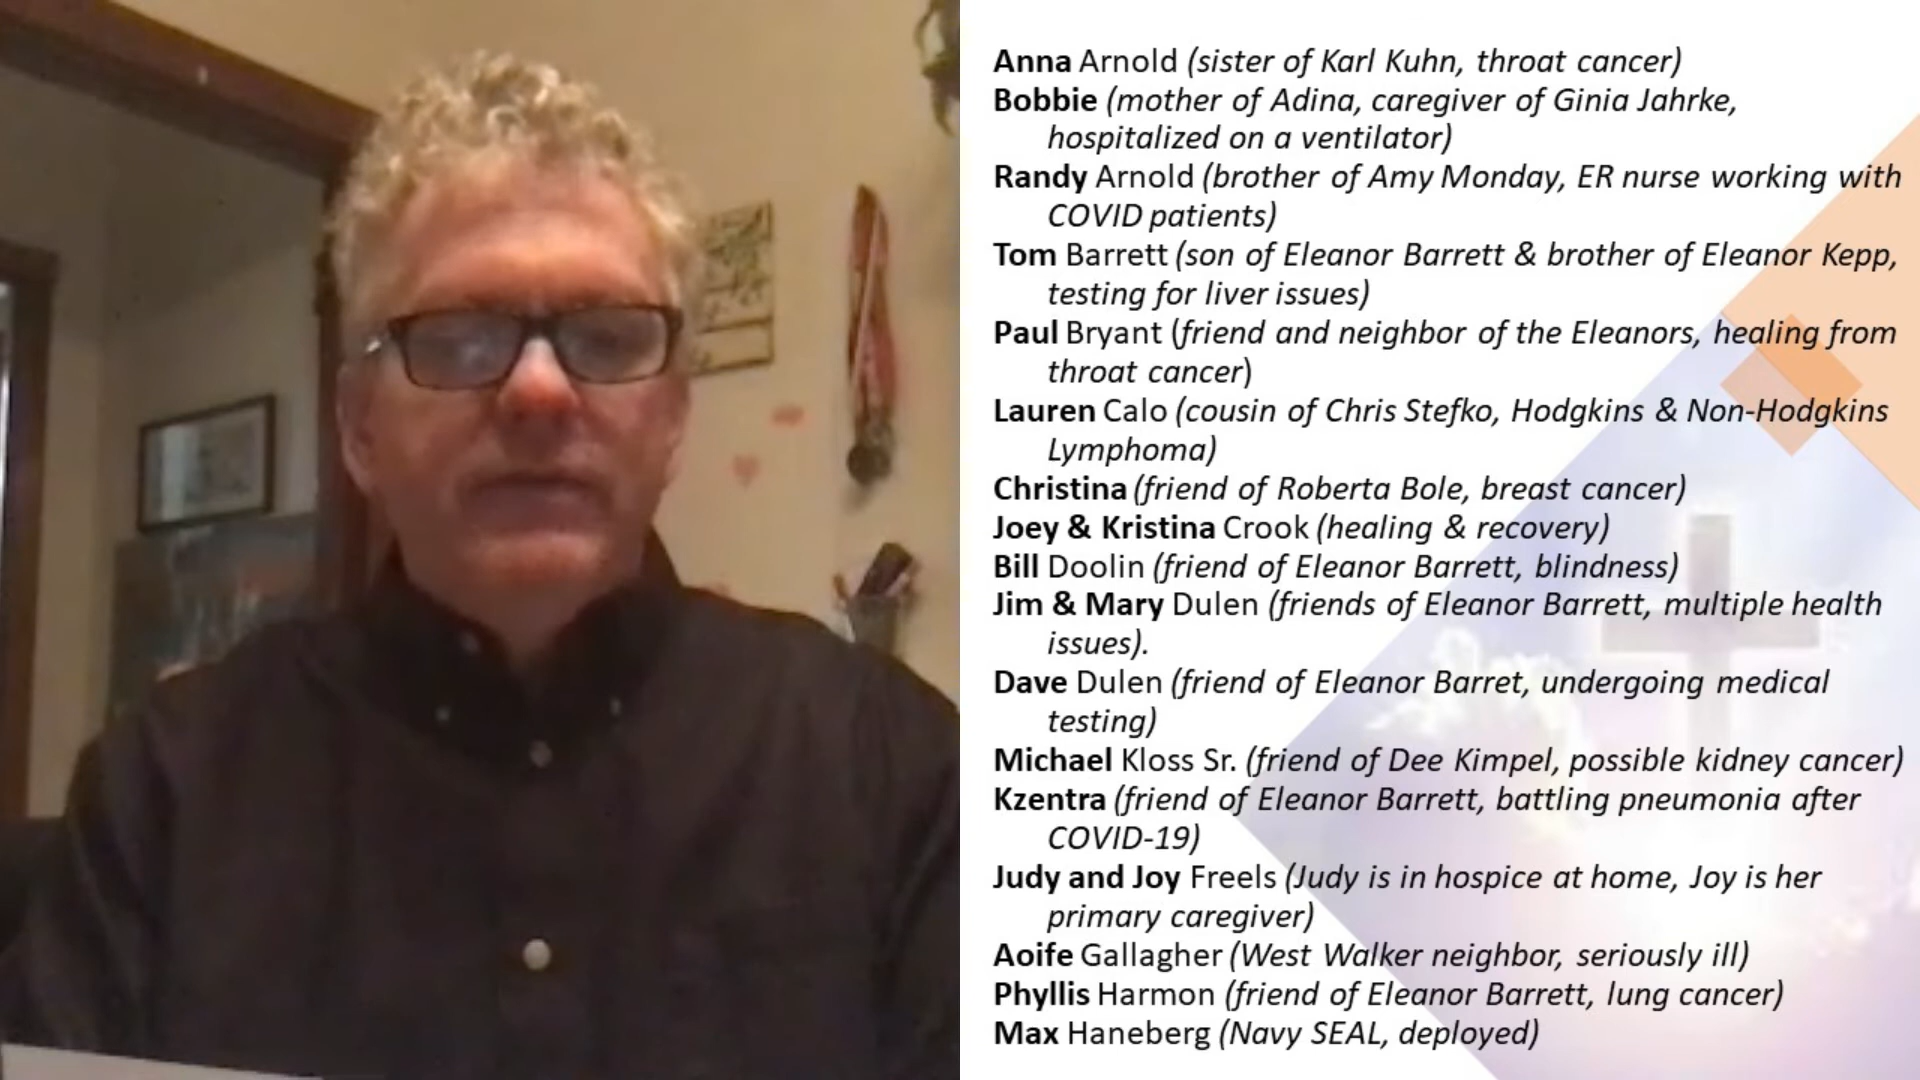 Anna Arnold (sister of Karl Kuhn, throat cancer)
Bobbie (mother of Adina, caregiver of Ginia Jahrke,
hospitalized on a ventilator)
Randy Arnold (brother of Amy Monday, ER nurse working with
COVID patients)
Tom Barrett (son of Eleanor Barrett & brother of Eleanor Kepp,
testing for liver issues)
Paul Bryant (friend and neighbor of the Eleanors, healing from
throat cancer)
Lauren Calo (cousin of Chris Stefko, Hodgkins & Non-Hodgkins
Lymphoma)
Christina (friend of Roberta Bole, breast cancer)
Joey & Kristina Crook (healing & recovery)
Bill Doolin (friend of Eleanor Barrett, blindness)
Jim & Mary Dulen (friends of Eleanor Barrett, multiple health
issues).
Dave Dulen (friend of Eleanor Barret, undergoing medical
testing)
Michael Kloss Sr. (friend of Dee Kimpel, possible kidney cancer)
Kzentra (friend of Eleanor Barrett, battling pneumonia after
COVID-19)
Judy and Joy Freels (Judy is in hospice at home, Joy is her
primary caregiver)
Aoife Gallagher (West Walker neighbor, seriously ill)
Phyllis Harmon (friend of Eleanor Barrett, lung cancer)
Max Haneberg (Navy SEAL, deployed)